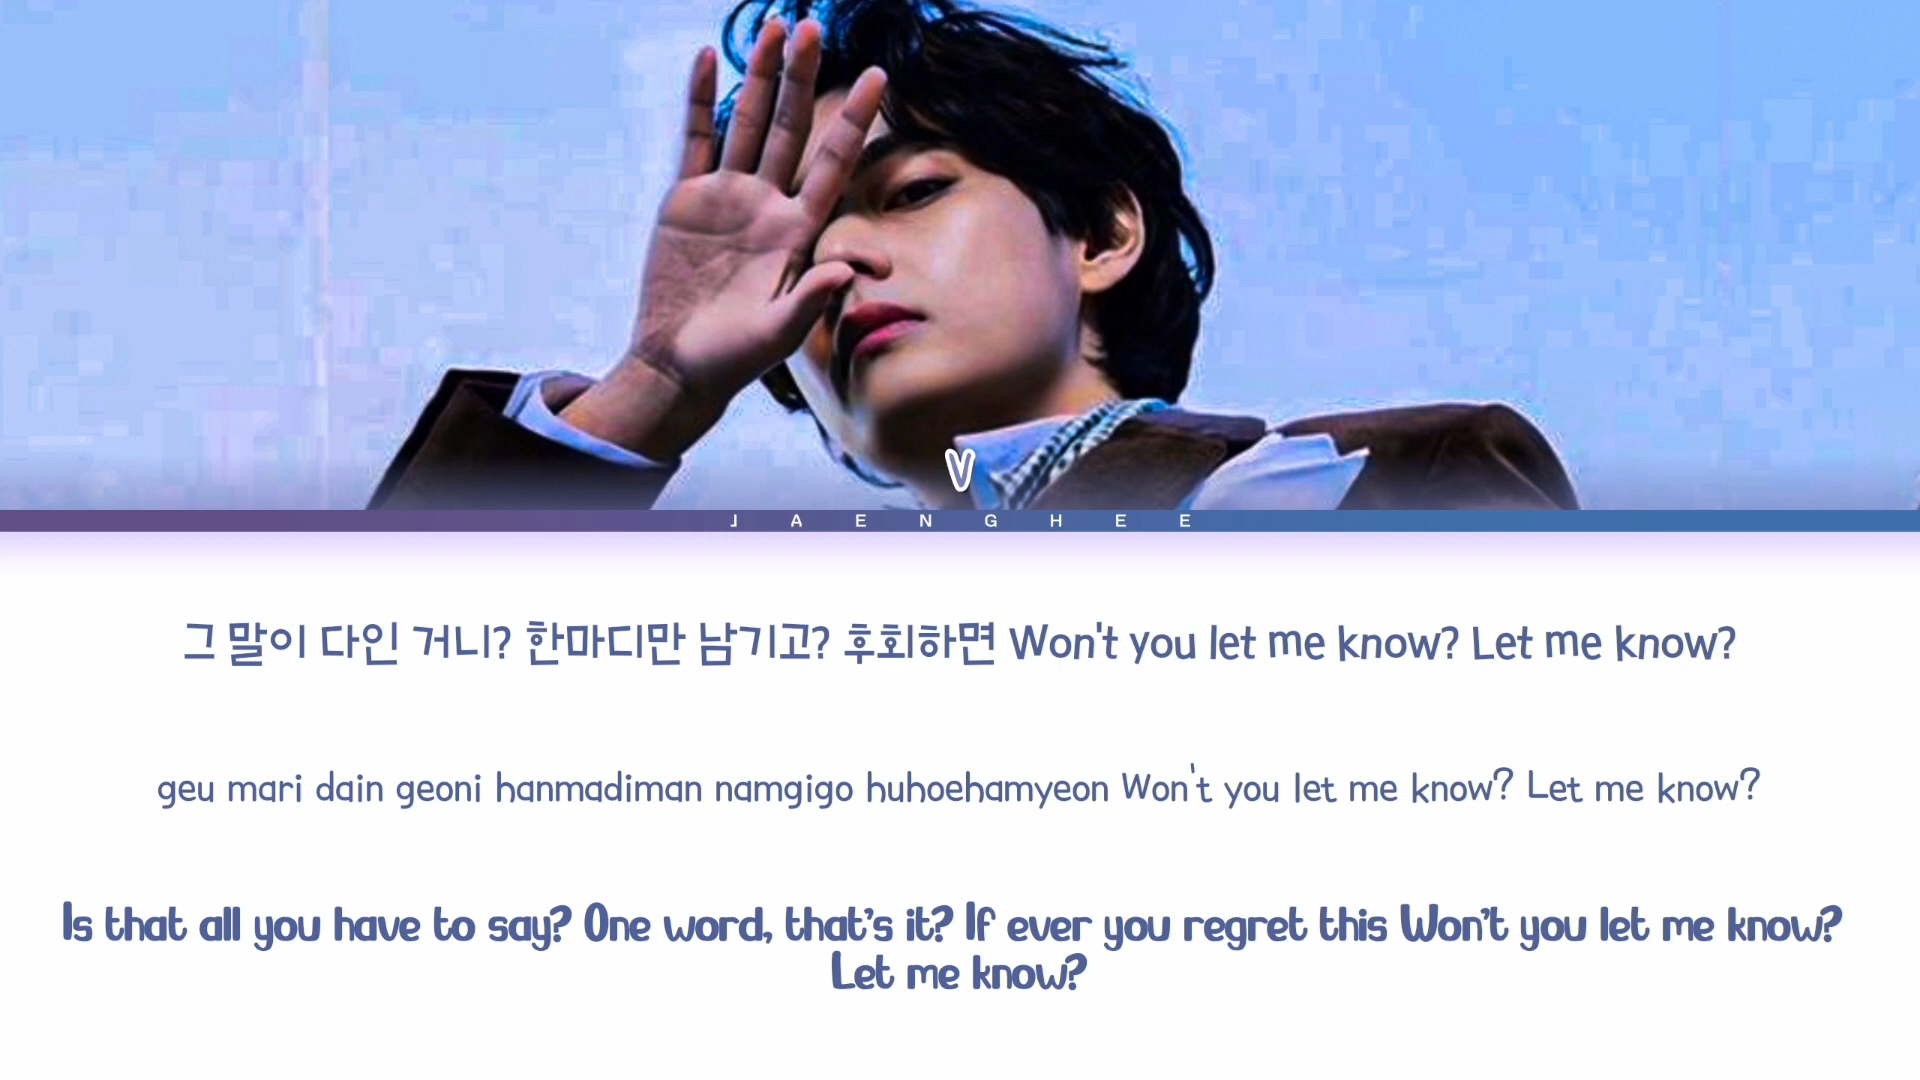 V
JAENGHEE
그 말이 다인 거니? 한마디만 남기고? 후회하면 Won't you let me know? Let me know?
geu mari dain geoni hanmadiman namgigo huhoehamyeon Won't you let me know? Let me know?
Is that all you have to say? One word, that's it? If ever you regret this Won't you let me know?
Let me know?